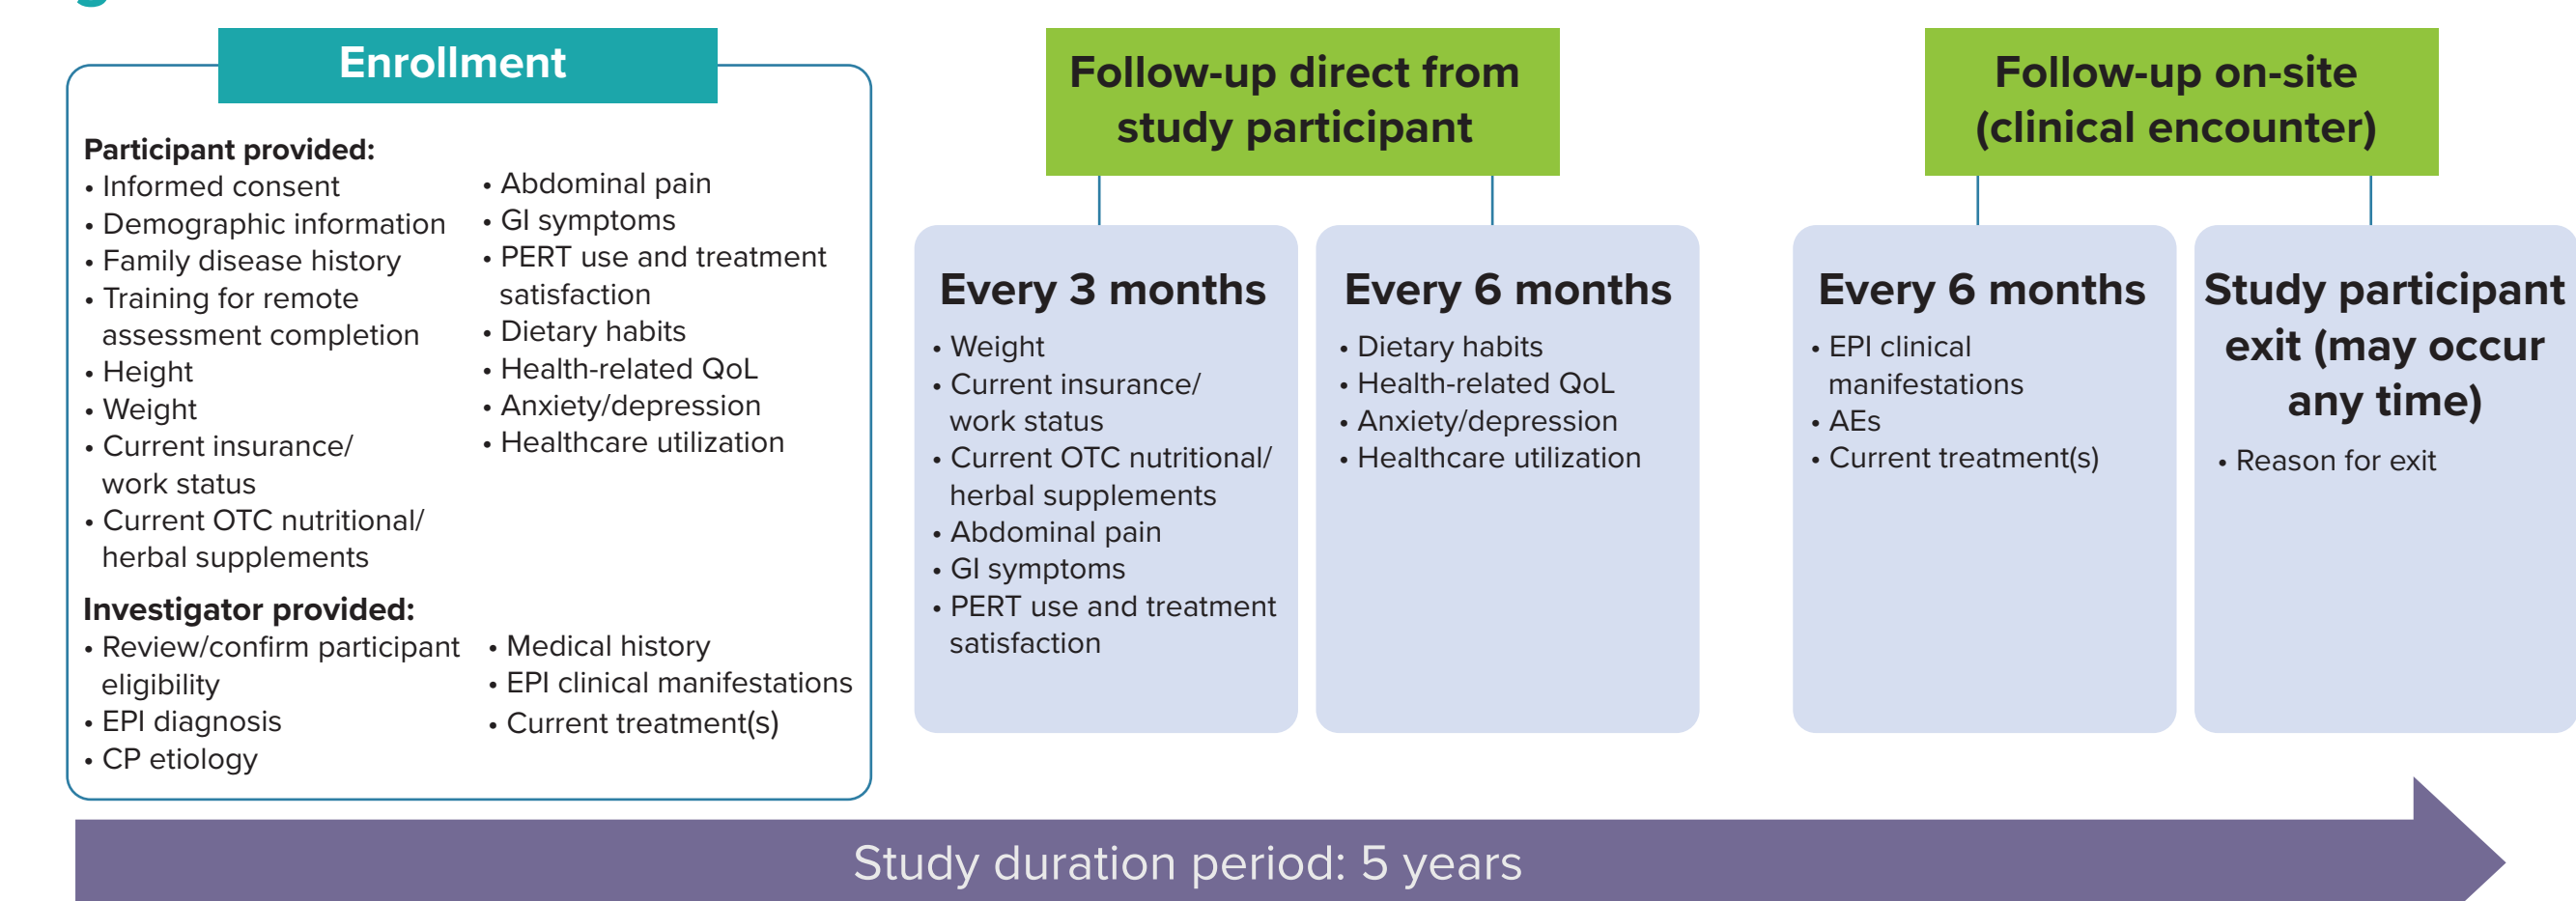 Enrollment
Participant provided:
• Informed consent
• Demographic information
• Family disease history
• Training for remote
assessment completion
• Height
• Weight
• Current insurance/
work status
• Current OTC nutritional/
herbal supplements
• Abdominal pain
• GI symptoms
• PERT use and treatment
satisfaction
• Dietary habits
• Health-related QoL
• Anxiety/depression
• Healthcare utilization
Investigator provided:
• Review/confirm participant
eligibility
• EPI diagnosis
• CP etiology
• Medical history
• EPI clinical manifestations
• Current treatment(s)
Follow-up direct from
study participant
Every 3 months
• Weight
• Current insurance/
work status
• Current OTC nutritional/
herbal supplements
• Abdominal pain
• GI symptoms
• PERT use and treatment
satisfaction
Every 6 months
• Dietary habits
• Health-related QoL
• Anxiety/depression
• Healthcare utilization
Follow-up on-site
(clinical encounter)
Every 6 months
• EPI clinical
manifestations
• AEs
• Current treatment(s)
Study participant
exit (may occur
any time)
• Reason for exit
Study duration period: 5 years